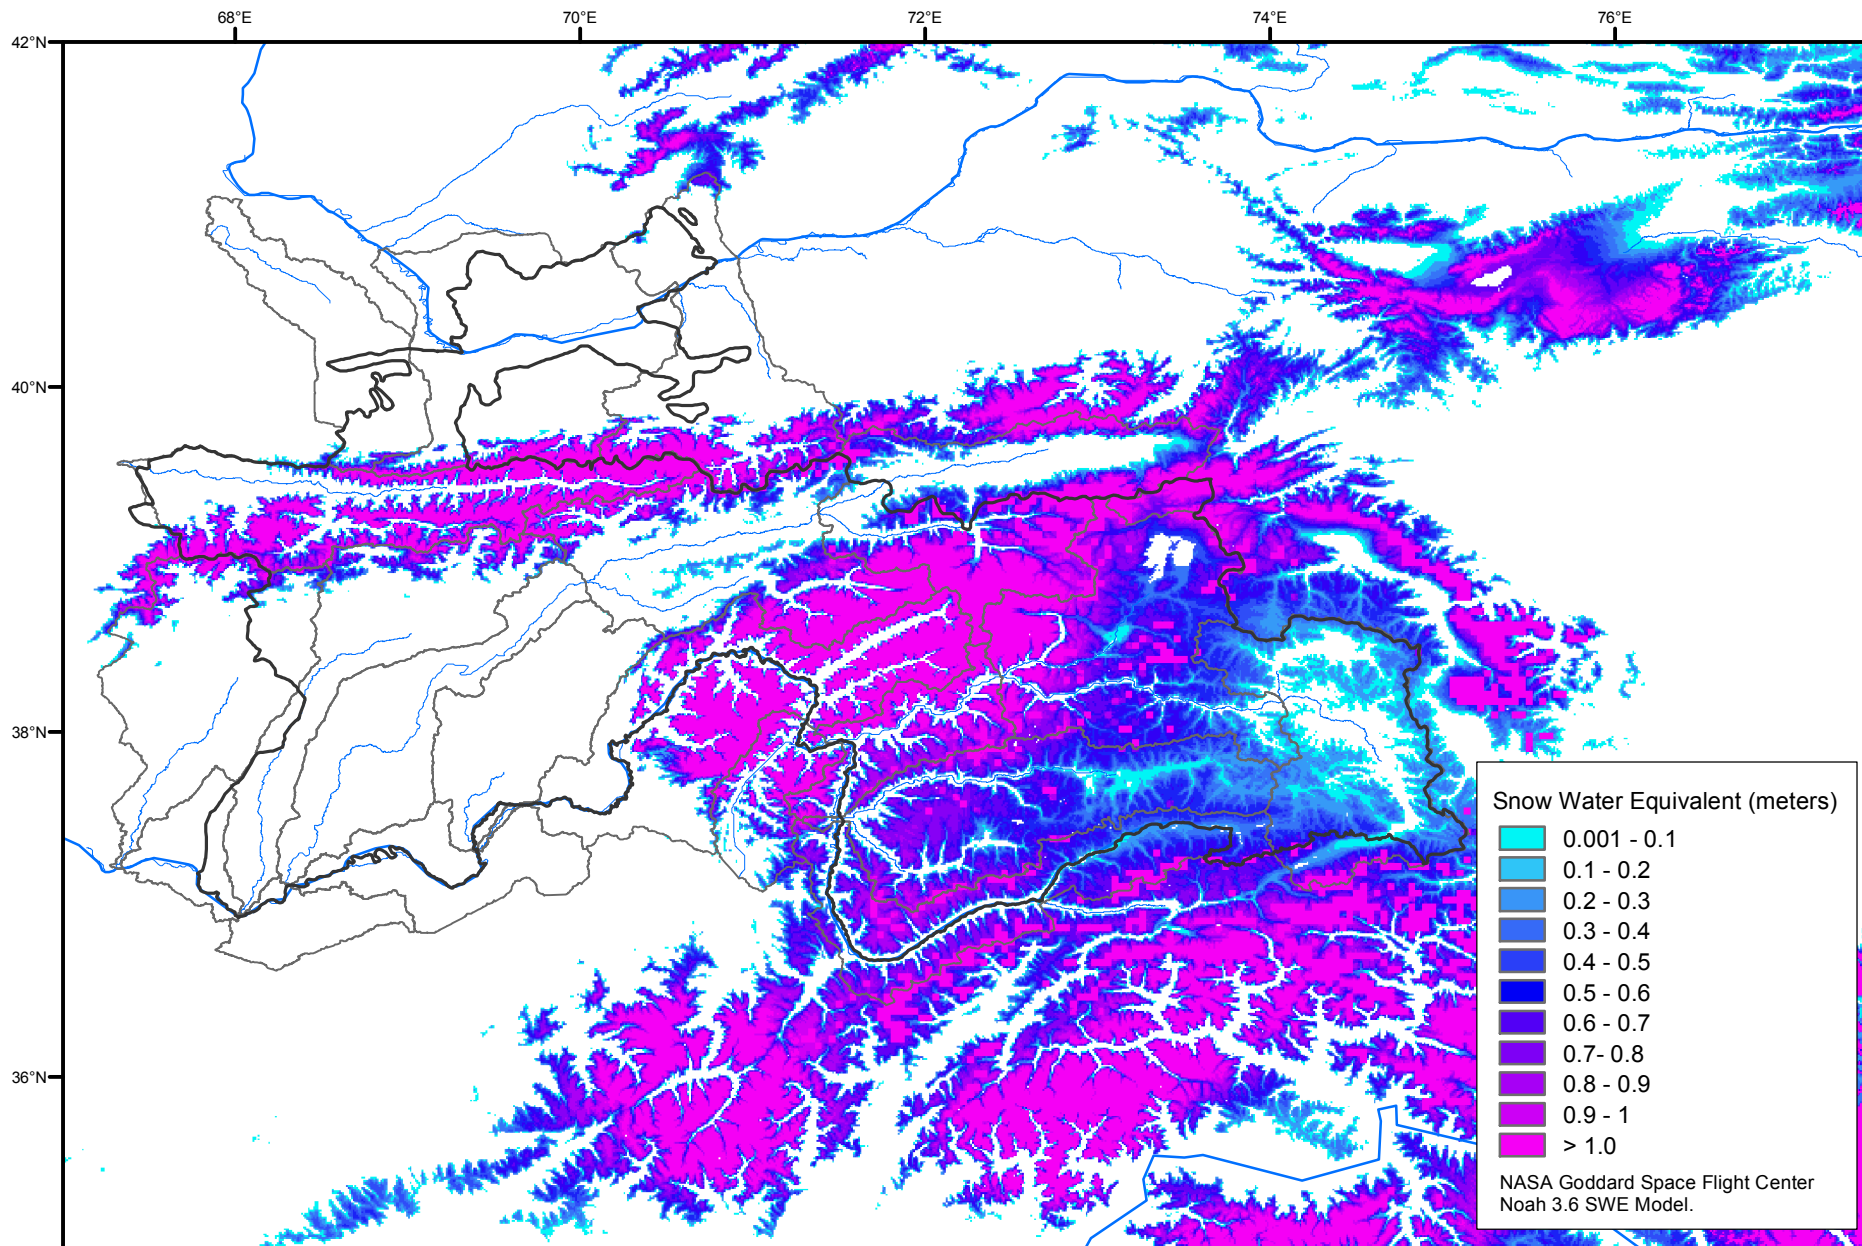 68°E
70°E
72°E
74°E
76°E
42°N
40°N
38°N
36°N
Snow Water Equivalent (meters)
0.001 - 0.1
0.1 - 0.2
0.2 - 0.3
0.3 - 0.4
0.4 - 0.5
0.5 - 0.6
0.6 - 0.7
0.7- 0.8
0.8 - 0.9
0.9 - 1
> 1.0
NASA Goddard Space Flight Center
Noah 3.6 SWE Model.